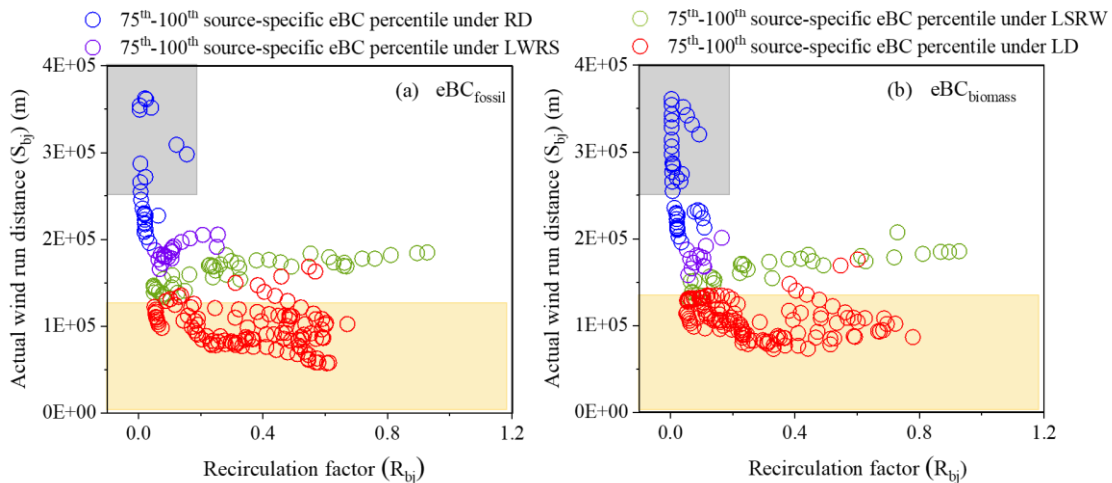 75th-100th source-specific eBC percentile under RD
75th-100th source-specific eBC percentile under LSRW
75th-100th source-specific eBC percentile under LWRS
75th-100th source-specific eBC percentile under LD
Actual wind run distance (Sbj) (m)
4E+05
3E+05
2E+05
1E+05
0E+00
(a) eBCfossil
0.0 0.4 0.8 1.2
Recirculation factor (Rbj)
Actual wind run distance (Sbj) (m)
4E+05
3E+05
2E+05
1E+05
0E+00
(b) eBCbiomass
0.0 0.4 0.8 1.2
Recirculation factor (Rbj)